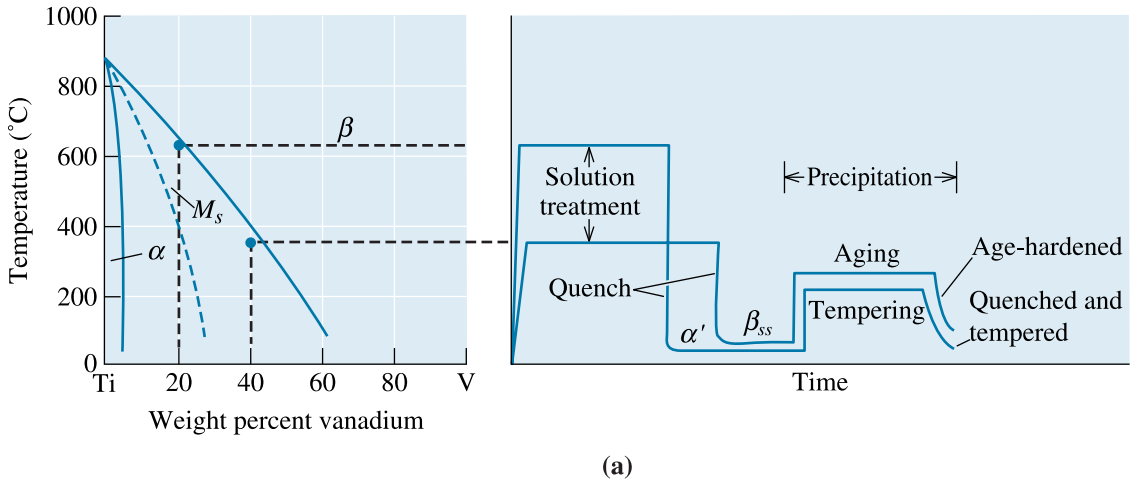 1000
800
600
400
200
0
Temperature (°C)
β
M_s
α
Ti
20
40
60
80
V
Weight percent vanadium
Solution
treatment
Precipitation
Quench
α′
β_ss
Aging
Tempering
Age-hardened
Quenched and
tempered
Time
(a)